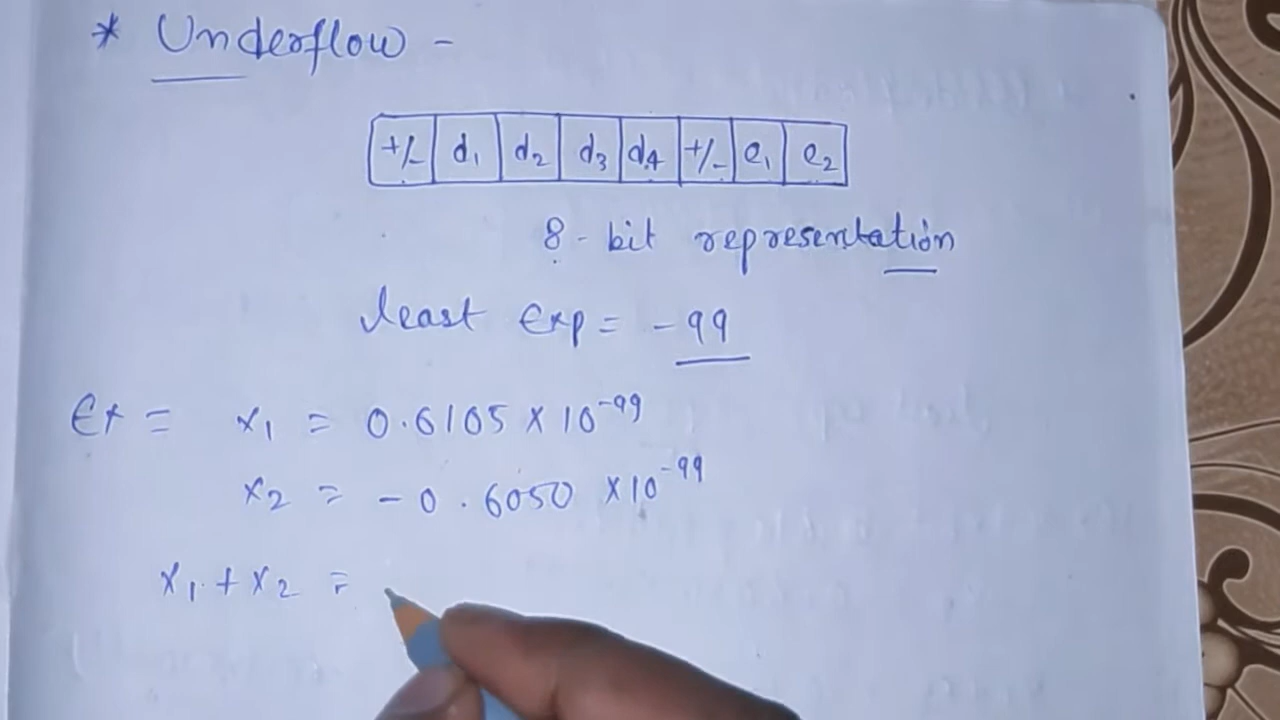 * Underflow -
+/- d₁ d₂ d₃ d₄ +/- e₁ e₂
8-bit representation
least exp = -99
Ex = x₁ = 0.6105 × 10⁻⁹⁹
x₂ = -0.6050 × 10⁻⁹⁹
x₁ + x₂ =